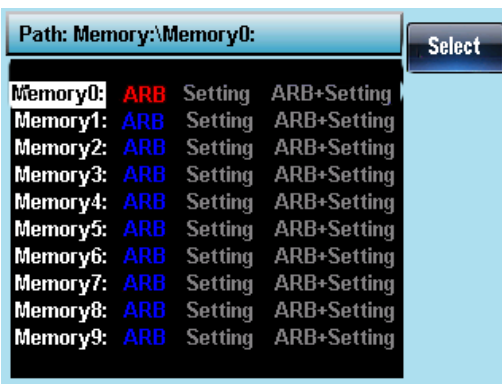 Path: Memory:\Memory0:
Select
Memory0: ARB Setting ARB+Setting
Memory1: ARB Setting ARB+Setting
Memory2: ARB Setting ARB+Setting
Memory3: ARB Setting ARB+Setting
Memory4: ARB Setting ARB+Setting
Memory5: ARB Setting ARB+Setting
Memory6: ARB Setting ARB+Setting
Memory7: ARB Setting ARB+Setting
Memory8: ARB Setting ARB+Setting
Memory9: ARB Setting ARB+Setting